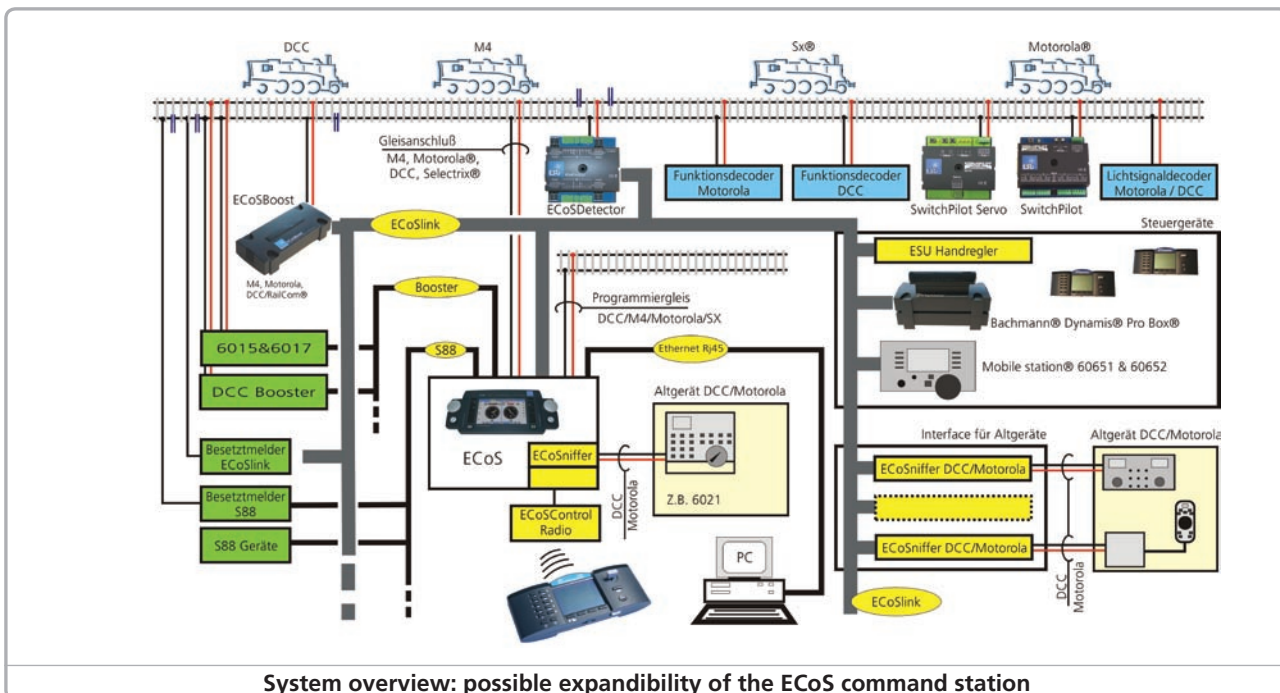 DCC
M4
Sx®
Motorola®
Gleisanschluß
M4, Motorola®,
DCC, Selectrix®
ECoSBoost
M4, Motorola,
DCC/RailCom®
ECoSDetector
Funktionsdecoder
Motorola
Funktionsdecoder
DCC
SwitchPilot Servo
SwitchPilot
Lichtsignaldecoder
Motorola / DCC
ECoSlink
Steuergeräte
ESU Handregler
Bachmann® Dynamis® Pro Box®
Mobile station® 60651 & 60652
Booster
Programmiergleis
DCC/M4/Motorola/SX
6015&6017
DCC Booster
S88
Ethernet Rj45
Altgerät DCC/Motorola
ECoS
ECoSniffer
Z.B. 6021
DCC
Motorola
ECoSControl
Radio
Besetztmelder
ECoSlink
Besetztmelder
S88
S88 Geräte
PC
Interface für Altgeräte
Altgerät DCC/Motorola
ECoSniffer DCC/Motorola
ECoSniffer DCC/Motorola
DCC
Motorola
ECoSlink
System overview: possible expandibility of the ECoS command station